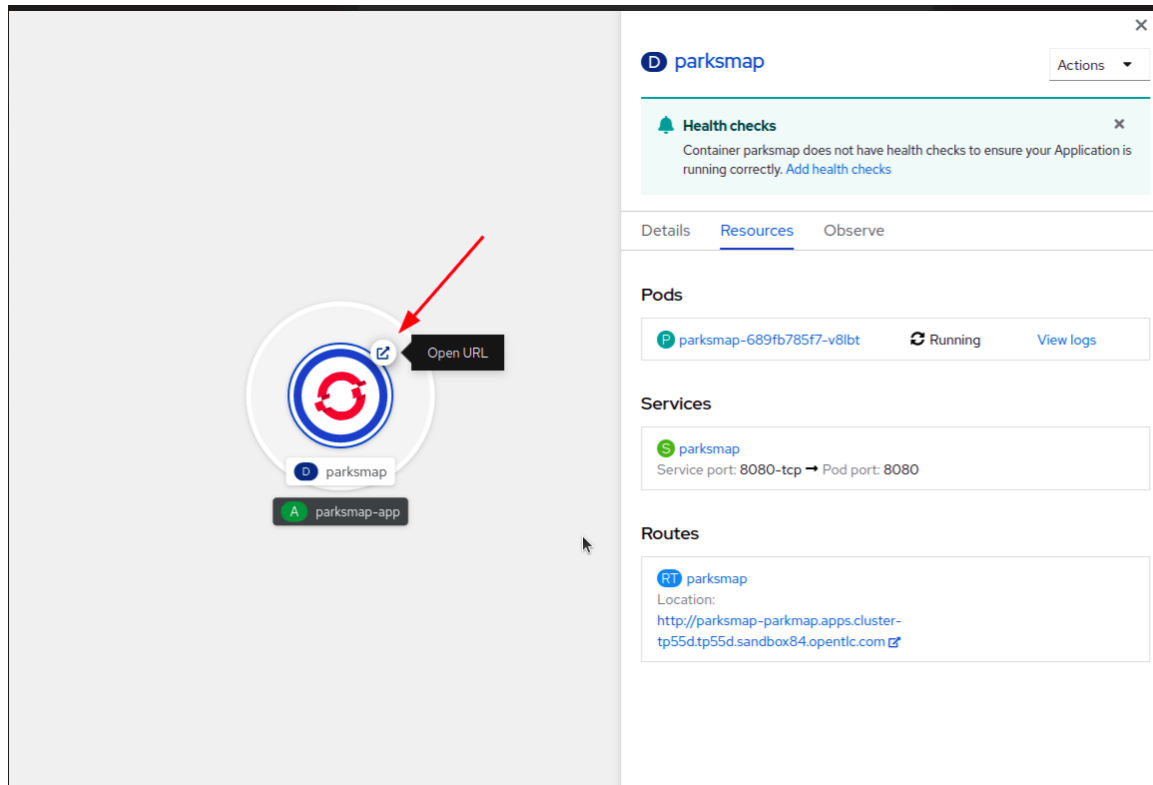 Open URL
D parksmap
A parksmap-app
D parksmap
Actions
Health checks
Container parksmap does not have health checks to ensure your Application is
running correctly. Add health checks
Details Resources Observe
Pods
P parksmap-689fb785f7-v8lbt Running View logs
Services
S parksmap
Service port: 8080-tcp → Pod port: 8080
Routes
RT parksmap
Location:
http://parksmap-parkmap.apps.cluster-
tp55d.tp55d.sandbox84.opentlc.com